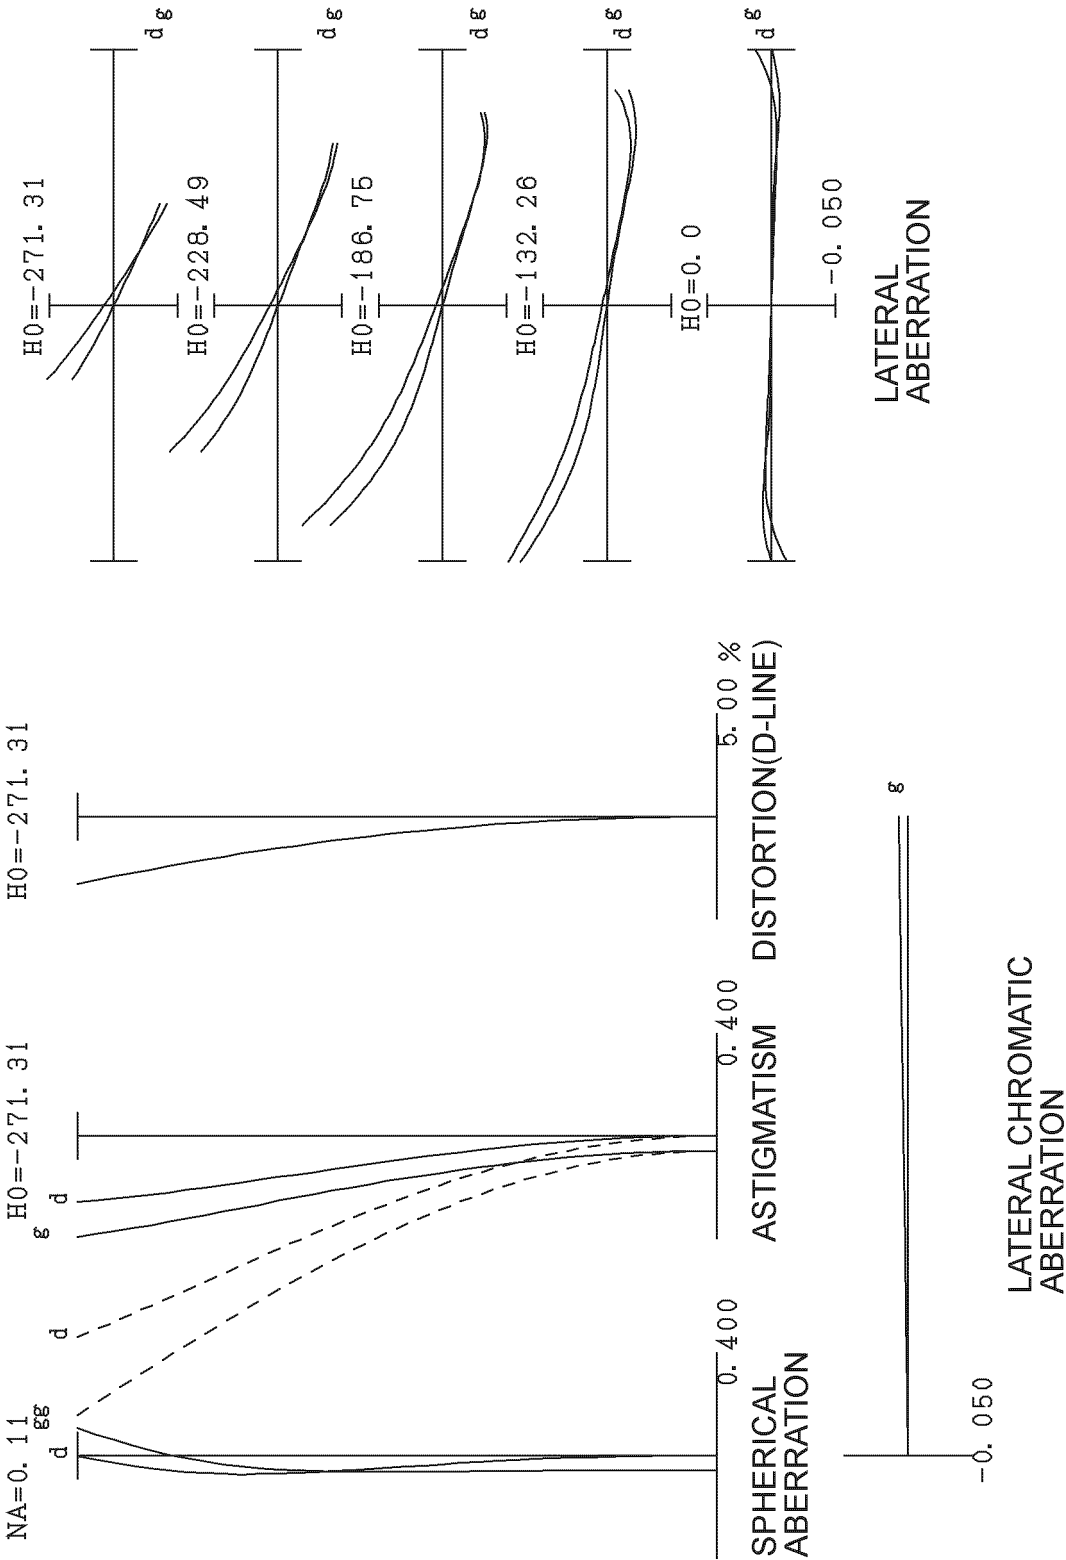 NA=0.11
d g
0.400
SPHERICAL
ABERRATION
H0=-271.31
g d g d
0.400
ASTIGMATISM
H0=-271.31
5.00 %
DISTORTION(D-LINE)
H0=-271.31
d g
H0=-228.49
d g
H0=-186.75
d g
H0=-132.26
d g
H0=0.0
d g
-0.050
LATERAL
ABERRATION
g
-0.050
LATERAL CHROMATIC
ABERRATION